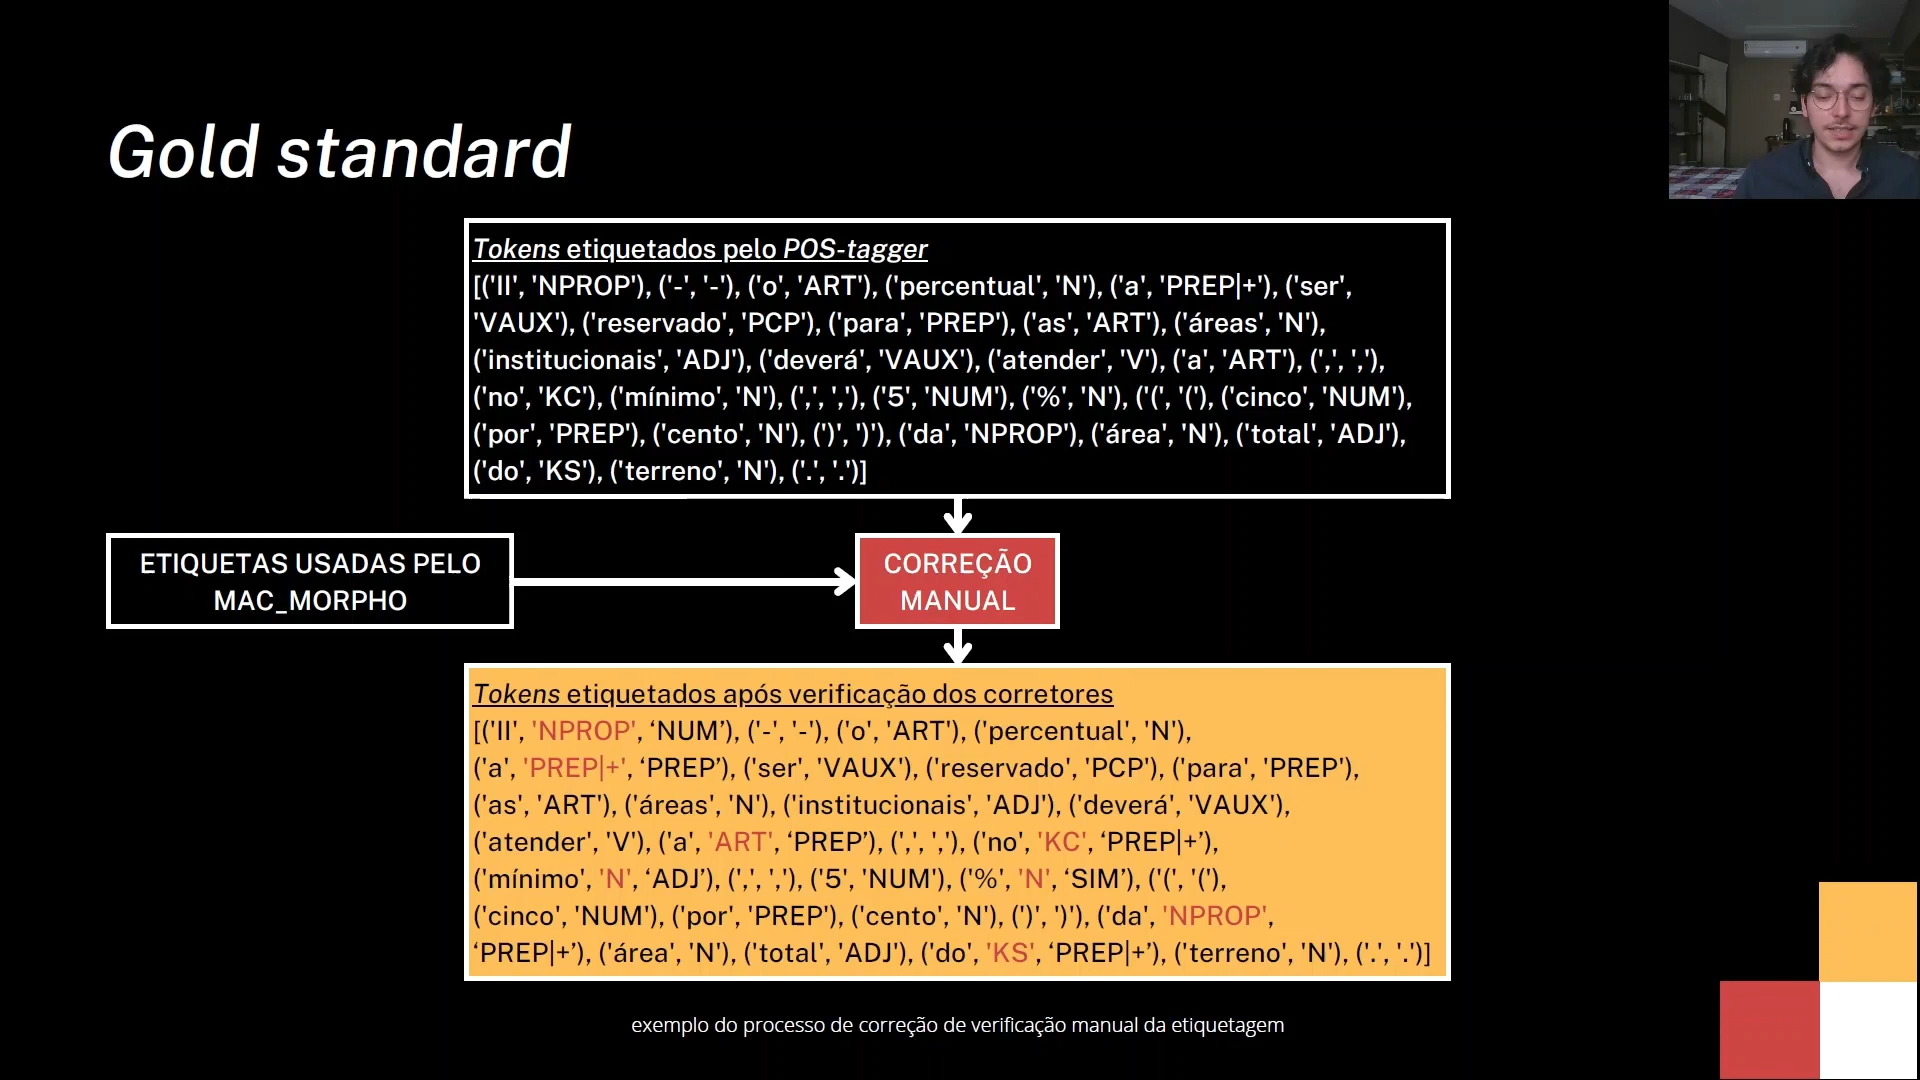 Gold standard
Tokens etiquetados pelo POS-tagger
[('II', 'NPROP'), ('-', '-'), ('o', 'ART'), ('percentual', 'N'), ('a', 'PREP|+'), ('ser',
'VAUX'), ('reservado', 'PCP'), ('para', 'PREP'), ('as', 'ART'), ('áreas', 'N'),
('institucionais', 'ADJ'), ('deverá', 'VAUX'), ('atender', 'V'), ('a', 'ART'), (',', ','),
('no', 'KC'), ('mínimo', 'N'), (',', ','), ('5', 'NUM'), ('%', 'N'), ('(', '('), ('cinco', 'NUM'),
('por', 'PREP'), ('cento', 'N'), (')', ')'), ('da', 'NPROP'), ('área', 'N'), ('total', 'ADJ'),
('do', 'KS'), ('terreno', 'N'), ('.', '.')]
ETIQUETAS USADAS PELO
MAC_MORPHO
CORREÇÃO
MANUAL
Tokens etiquetados após verificação dos corretores
[('II', 'NPROP', ‘NUM’), ('-', '-'), ('o', 'ART'), ('percentual', 'N'),
('a', 'PREP|+', ‘PREP’), ('ser', 'VAUX'), ('reservado', 'PCP'), ('para', 'PREP'),
('as', 'ART'), ('áreas', 'N'), ('institucionais', 'ADJ'), ('deverá', 'VAUX'),
('atender', 'V'), ('a', 'ART', ‘PREP’), (',', ','), ('no', 'KC', ‘PREP|+’),
('mínimo', 'N', ‘ADJ’), (',', ','), ('5', 'NUM'), ('%', 'N', ‘SIM’), ('(', '('),
('cinco', 'NUM'), ('por', 'PREP'), ('cento', 'N'), (')', ')'), ('da', 'NPROP',
‘PREP|+’), ('área', 'N'), ('total', 'ADJ'), ('do', 'KS', ‘PREP|+’), ('terreno', 'N'), ('.', '.')]
exemplo do processo de correção de verificação manual da etiquetagem